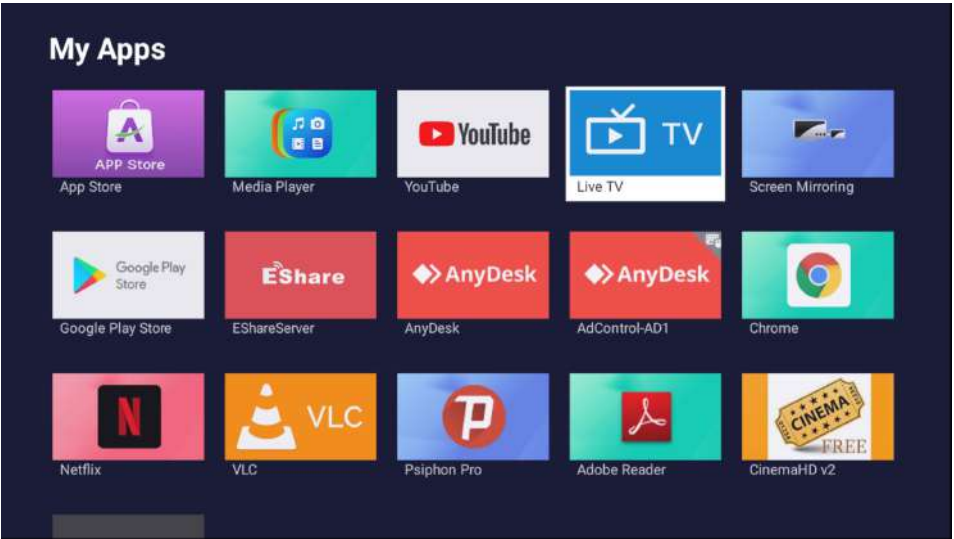 My Apps
APP Store
App Store
Media Player
YouTube
YouTube
TV
Live TV
Screen Mirroring
Google Play
Store
Google Play Store
EShare
EShareServer
AnyDesk
AnyDesk
AnyDesk
AdControl-AD1
Chrome
N
Netflix
VLC
VLC
P
Psiphon Pro
Adobe Reader
CINEMA
FREE
CinemaHD v2